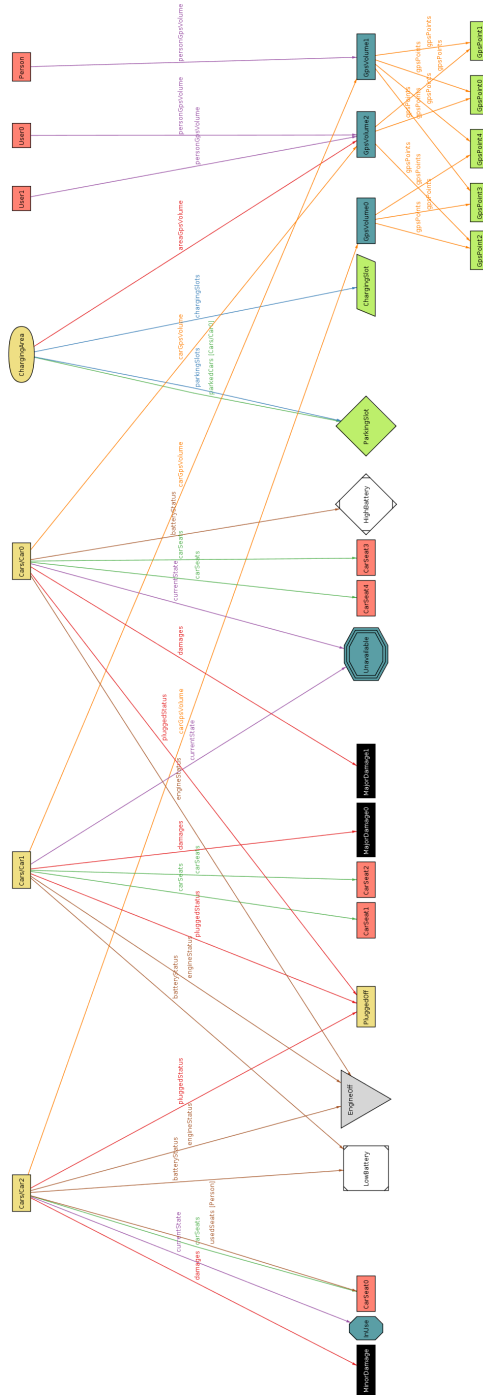 Person
User0
User1
ChargingArea
Cars/Car0
Cars/Car1
Cars/Car2
personGpsVolume
personGpsVolume
personGpsVolume
areaGpsVolume
chargingSlots
carGpsVolume
[parkingSlots
parkedCars [Cars/Car0]
carGpsVolume
batteryStatus
carSeats
carSeats
currentState
damages
pluggedStatus
carGpsVolume
currentState
engineStatus
damages
carSeats
carSeats
pluggedStatus
engineStatus
batteryStatus
pluggedStatus
engineStatus
batteryStatus
usedSeats [Person]
carSeats
currentState
damages
GpsVolume1
GpsVolume2
GpsVolume0
ChargingSlot
ParkingSlot
HighBattery
CarSeat3
CarSeat4
Unavailable
MajorDamage1
MajorDamage0
CarSeat2
CarSeat1
PluggedOff
EngineOff
LowBattery
CarSeat0
InUse
MinorDamage
gpsPoints
gpsPoints
gpsPoints
gpsPoints
gpsPoints
gpsPoints
gpsPoints
gpsPoints
gpsPoints
gpsPoints
GpsPoint1
GpsPoint0
GpsPoint4
GpsPoint3
GpsPoint2